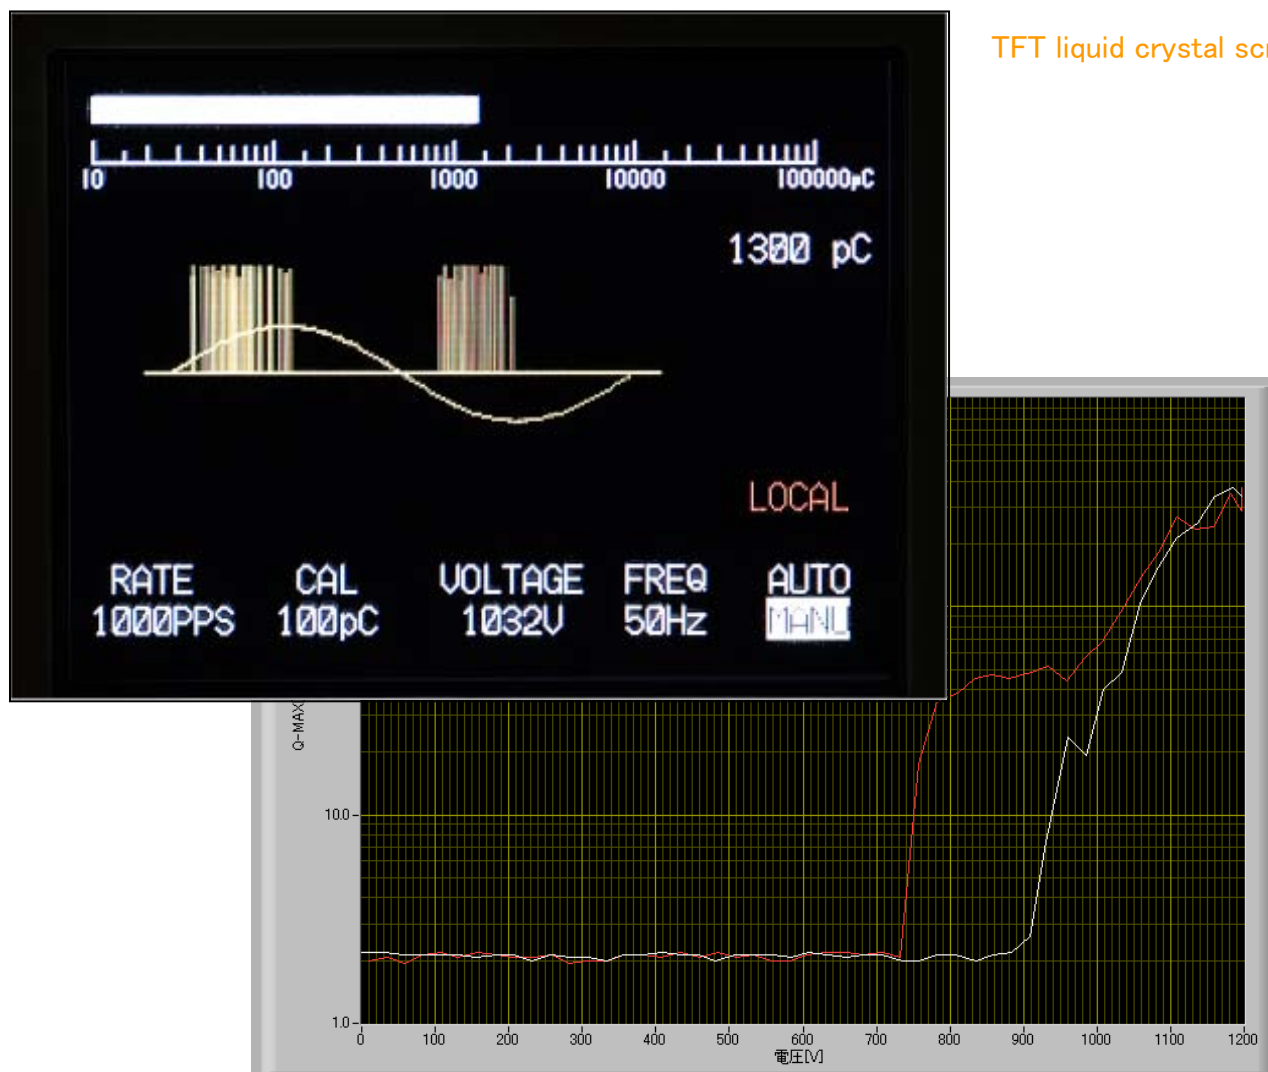 TFT liquid crystal
10 100 1000 10000 100000pC
1300 pC
LOCAL
RATE CAL VOLTAGE FREQ AUTO
1000PPS 100pC 1032V 50Hz MANL
Q-MAX
10.0
1.0
0 100 200 300 400 500 600 700 800 900 1000 1100 1200
電圧[V]